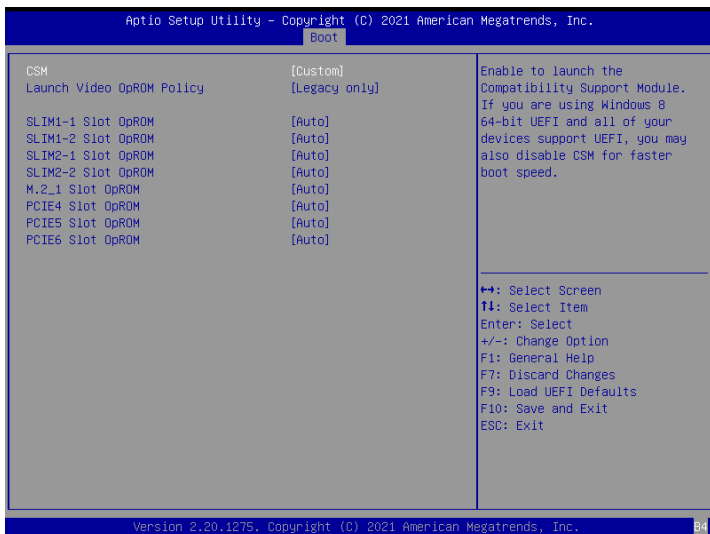 Aptio Setup Utility – Copyright (C) 2021 American Megatrends, Inc.
Boot
CSM [Custom]
Launch Video OpROM Policy [Legacy only]
SLIM1-1 Slot OpROM [Auto]
SLIM1-2 Slot OpROM [Auto]
SLIM2-1 Slot OpROM [Auto]
SLIM2-2 Slot OpROM [Auto]
M.2_1 Slot OpROM [Auto]
PCIE4 Slot OpROM [Auto]
PCIE5 Slot OpROM [Auto]
PCIE6 Slot OpROM [Auto]
Enable to launch the
Compatibility Support Module.
If you are using Windows 8
64-bit UEFI and all of your
devices support UEFI, you may
also disable CSM for faster
boot speed.
↔: Select Screen
↑↓: Select Item
Enter: Select
+/-: Change Option
F1: General Help
F7: Discard Changes
F9: Load UEFI Defaults
F10: Save and Exit
ESC: Exit
Version 2.20.1275. Copyright (C) 2021 American Megatrends, Inc.
B4